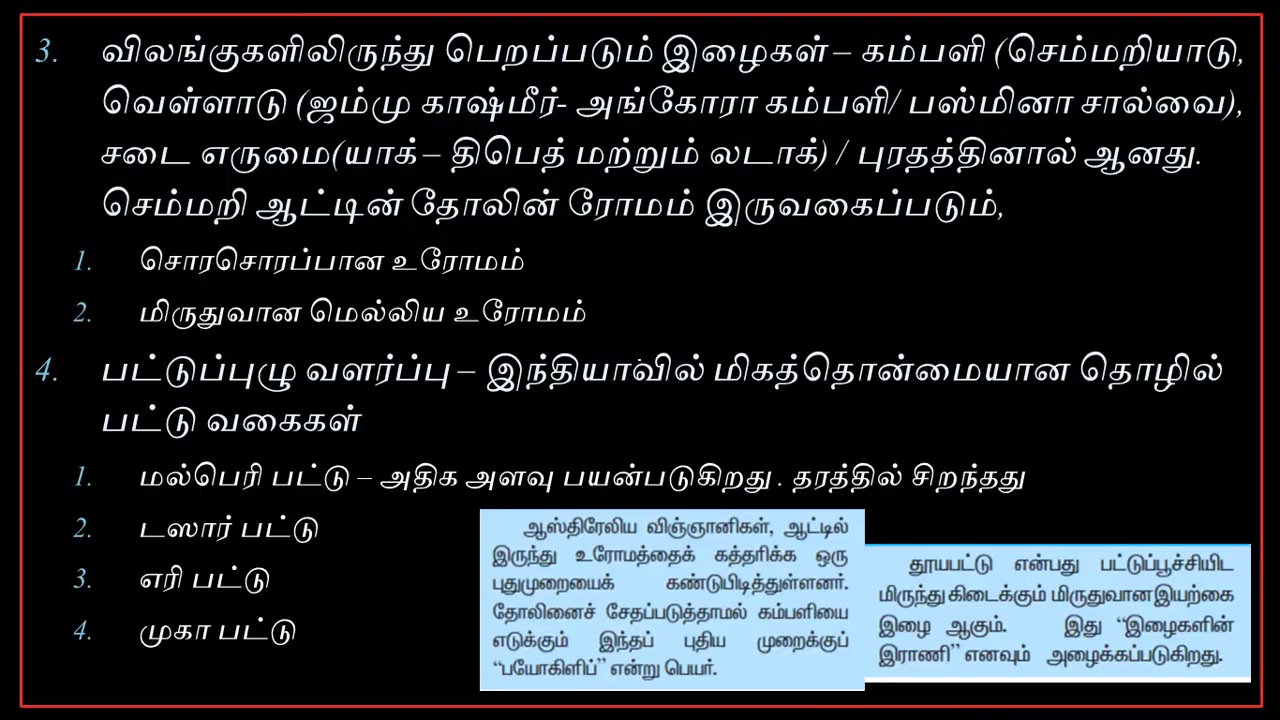 3. விலங்குகளிலிருந்து பெறப்படும் இழைகள் – கம்பளி (செம்மறியாடு,
வெள்ளாடு (ஜம்மு காஷ்மீர்- அங்கோரா கம்பளி/ பஸ்மினா சால்வை),
சடை எருமை(யாக் – திபெத் மற்றும் லடாக்) / புரதத்தினால் ஆனது.
செம்மறி ஆட்டின் தோலின் ரோமம் இருவகைப்படும்,
1. சொரசொரப்பான உரோமம்
2. மிருதுவான மெல்லிய உரோமம்
4. பட்டுப்புழு வளர்ப்பு – இந்தியாவில் மிகத்தொன்மையான தொழில்
பட்டு வகைகள்
1. மல்பெரி பட்டு – அதிக அளவு பயன்படுகிறது . தரத்தில் சிறந்தது
2. டஸார் பட்டு
3. எரி பட்டு
4. முகா பட்டு
ஆஸ்திரேலிய விஞ்ஞானிகள், ஆட்டில்
இருந்து உரோமத்தைக் கத்தரிக்க ஒரு
புதுமுறையைக் கண்டுபிடித்துள்ளனர்.
தோலினைச் சேதப்படுத்தாமல் கம்பளியை
எடுக்கும் இந்தப் புதிய முறைக்குப்
“பயோகிளிப்” என்று பெயர்.
தூயபட்டு என்பது பட்டுப்பூச்சியிட
மிருந்து கிடைக்கும் மிருதுவான இயற்கை
இழை ஆகும். இது “இழைகளின்
இராணி” எனவும் அழைக்கப்படுகிறது.